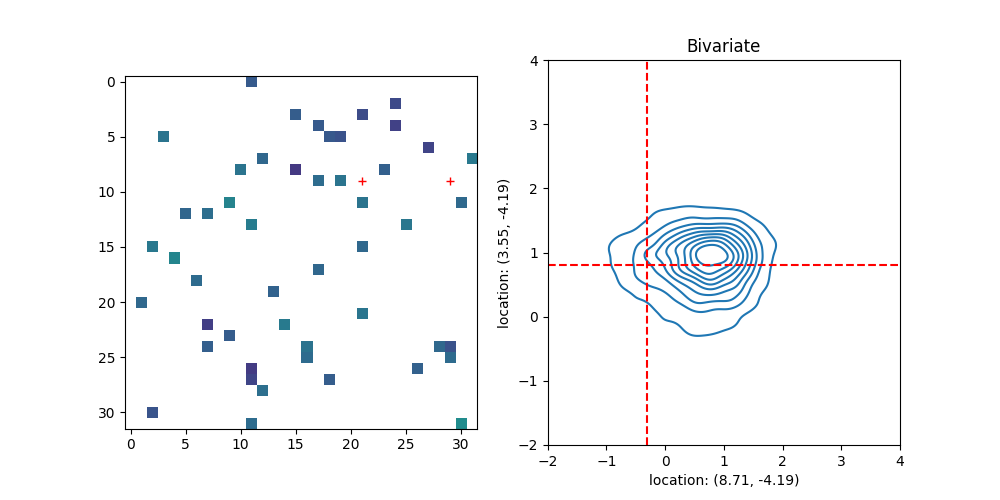 0
5
10
15
20
25
30
0 5 10 15 20 25 30
Bivariate
location: (3.55, -4.19)
4
3
2
1
0
−1
−2
−2 −1 0 1 2 3 4
location: (8.71, -4.19)